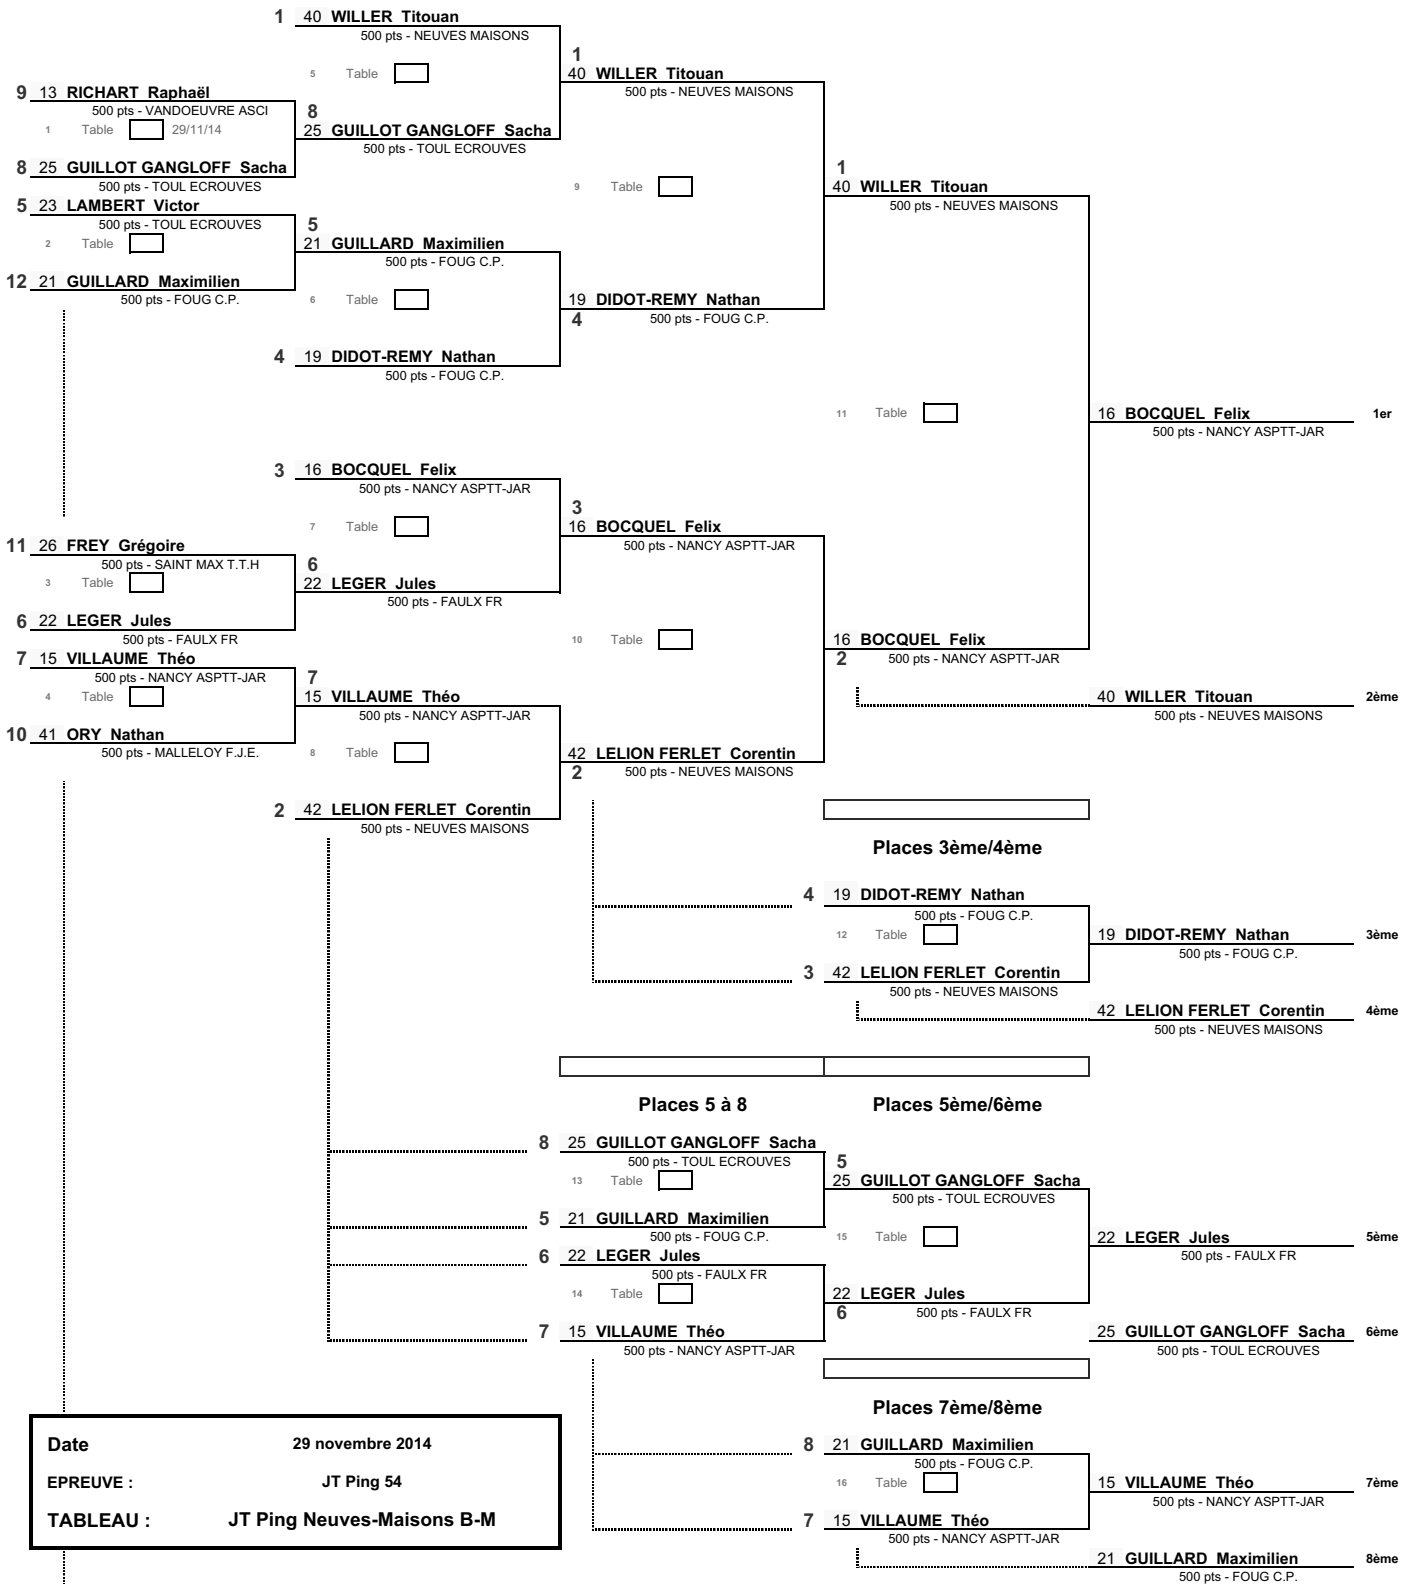 1 40 WILLER Titouan
500 pts - NEUVES MAISONS
5 Table
1
40 WILLER Titouan
500 pts - NEUVES MAISONS
9 13 RICHART Raphaël
500 pts - VANDOEUVRE ASCI
1 Table 29/11/14
8
25 GUILLOT GANGLOFF Sacha
500 pts - TOUL ECROUVES
8 25 GUILLOT GANGLOFF Sacha
500 pts - TOUL ECROUVES
9 Table
1
40 WILLER Titouan
500 pts - NEUVES MAISONS
5 23 LAMBERT Victor
500 pts - TOUL ECROUVES
2 Table
5
21 GUILLARD Maximilien
500 pts - FOUG C.P.
12 21 GUILLARD Maximilien
500 pts - FOUG C.P.
6 Table
19 DIDOT-REMY Nathan
4 500 pts - FOUG C.P.
4 19 DIDOT-REMY Nathan
500 pts - FOUG C.P.
11 Table
16 BOCQUEL Felix 1er
500 pts - NANCY ASPTT-JAR
3 16 BOCQUEL Felix
500 pts - NANCY ASPTT-JAR
7 Table
3
16 BOCQUEL Felix
500 pts - NANCY ASPTT-JAR
11 26 FREY Grégoire
500 pts - SAINT MAX T.T.H
3 Table
6
22 LEGER Jules
500 pts - FAULX FR
6 22 LEGER Jules
500 pts - FAULX FR
10 Table
16 BOCQUEL Felix
2 500 pts - NANCY ASPTT-JAR
7 15 VILLAUME Théo
500 pts - NANCY ASPTT-JAR
4 Table
7
15 VILLAUME Théo
500 pts - NANCY ASPTT-JAR
40 WILLER Titouan 2ème
500 pts - NEUVES MAISONS
10 41 ORY Nathan
500 pts - MALLELOY F.J.E.
8 Table
42 LELION FERLET Corentin
2 500 pts - NEUVES MAISONS
2 42 LELION FERLET Corentin
500 pts - NEUVES MAISONS
Places 3ème/4ème
4 19 DIDOT-REMY Nathan
500 pts - FOUG C.P.
12 Table
19 DIDOT-REMY Nathan 3ème
500 pts - FOUG C.P.
3 42 LELION FERLET Corentin
500 pts - NEUVES MAISONS
42 LELION FERLET Corentin 4ème
500 pts - NEUVES MAISONS
Places 5 à 8 Places 5ème/6ème
8 25 GUILLOT GANGLOFF Sacha
500 pts - TOUL ECROUVES
13 Table
5
25 GUILLOT GANGLOFF Sacha
500 pts - TOUL ECROUVES
5 21 GUILLARD Maximilien
500 pts - FOUG C.P.
15 Table
22 LEGER Jules 5ème
500 pts - FAULX FR
6 22 LEGER Jules
500 pts - FAULX FR
14 Table
22 LEGER Jules
6 500 pts - FAULX FR
7 15 VILLAUME Théo
500 pts - NANCY ASPTT-JAR
25 GUILLOT GANGLOFF Sacha 6ème
500 pts - TOUL ECROUVES
Places 7ème/8ème
8 21 GUILLARD Maximilien
500 pts - FOUG C.P.
16 Table
15 VILLAUME Théo 7ème
500 pts - NANCY ASPTT-JAR
7 15 VILLAUME Théo
500 pts - NANCY ASPTT-JAR
21 GUILLARD Maximilien 8ème
500 pts - FOUG C.P.
Date 29 novembre 2014
EPREUVE : JT Ping 54
TABLEAU : JT Ping Neuves-Maisons B-M